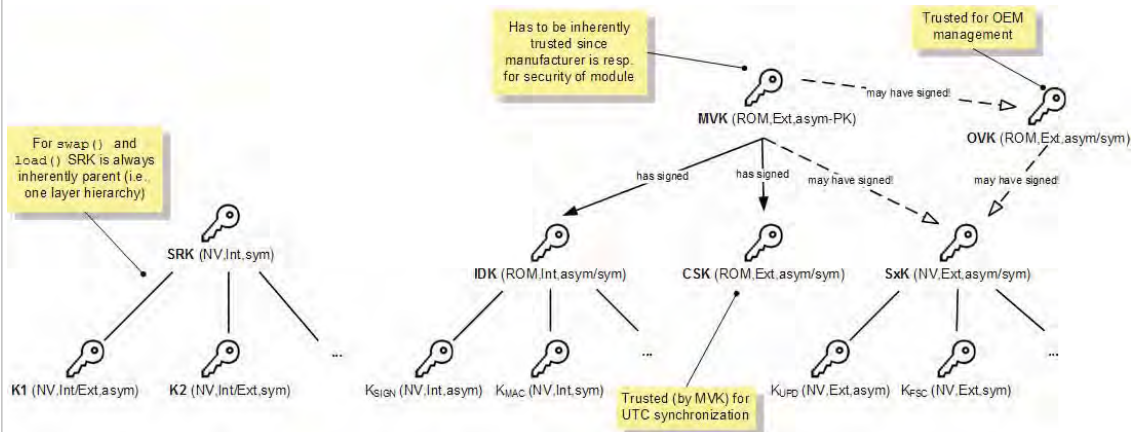 Has to be inherently
trusted since
manufacturer is resp.
for security of module
Trusted for OEM
management
may have signed!
MVK (ROM,Ext,asym-PK)
OVK (ROM,Ext,asym/sym)
For swap() and
load() SRK is always
inherently parent (i.e.,
one layer hierarchy)
has signed
has signed
may have signed!
may have signed!
SRK (NV,Int,sym)
IDK (ROM,Int,asym/sym)
CSK (ROM,Ext,asym/sym)
SxK (NV,Ext,asym/sym)
...
...
...
K1 (NV,Int/Ext,asym)
K2 (NV,Int/Ext,sym)
KSIGN (NV,Int,asym)
KMAC (NV,Int,sym)
Trusted (by MVK) for
UTC synchronization
KUPD (NV,Ext,asym)
KFSC (NV,Ext,sym)